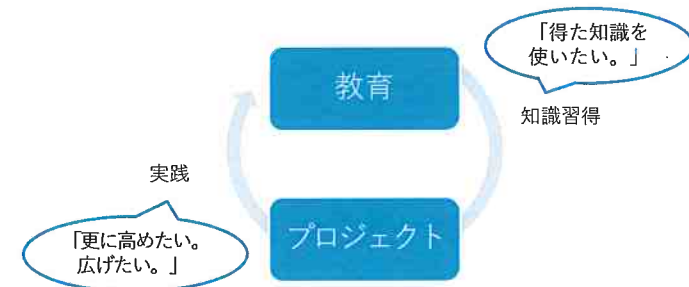 「得た知識を
使いたい。」
教育
知識習得
実践
「更に高めたい。
広げたい。」
プロジェクト